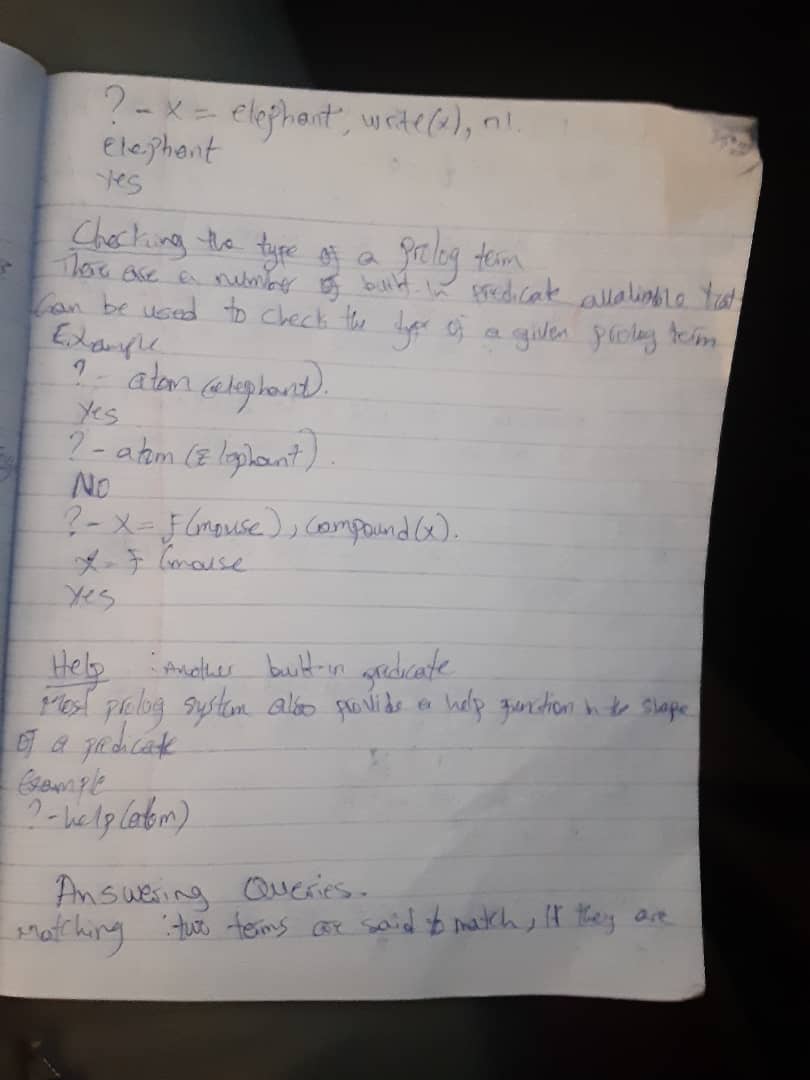 ? - X = elephant, write(x), nl.
elephant
yes
Checking the type of a prolog term
There are a number of built-in predicate available that
Can be used to check the type of a given prolog term
Example
? - atom (elephant).
Yes
? - atom (Elephant).
NO
? - X = F(mouse), compound(x).
X = F (mouse
Yes
Help : Another built-in predicate
Most prolog system also provide a help function in the shape
of a predicate
Example
? - help (atom)
Answering Queries.
Matching : two terms are said to match, If they are